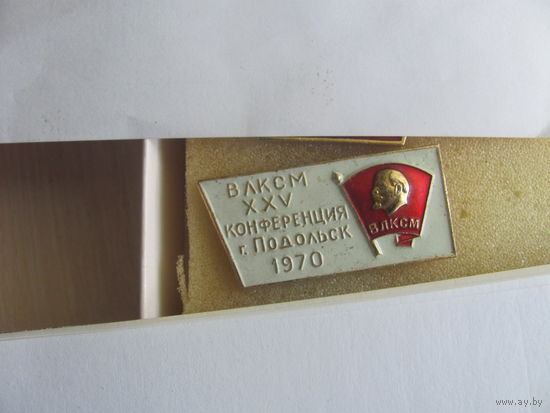 ВЛКСМ
XXV
КОНФЕРЕНЦИЯ
г. ПОДОЛЬСК
1970
ВЛКСМ
© www.ay.by